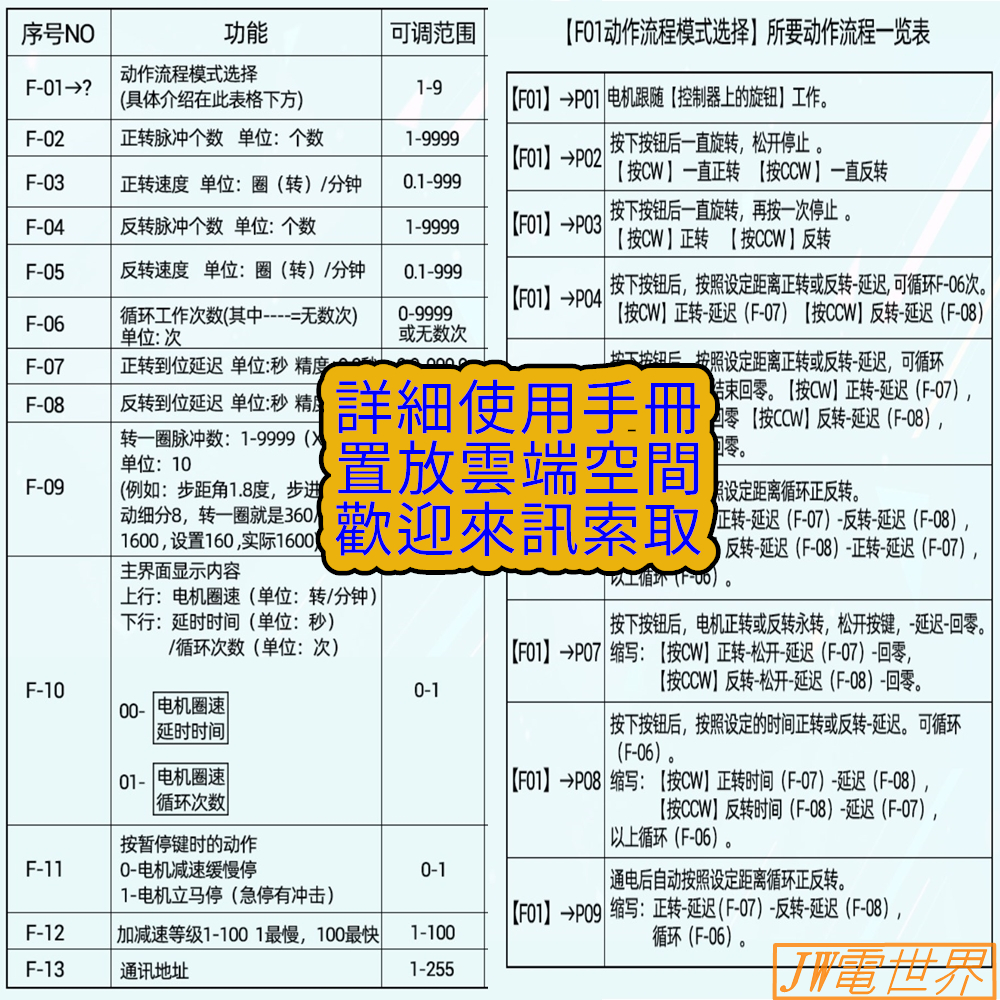 序号NO 功能 可调范围
F-01→? 动作流程模式选择
(具体介绍在此表格下方) 1-9
F-02 正转脉冲个数 单位：个数 1-9999
F-03 正转速度 单位：圈（转）/分钟 0.1-999
F-04 反转脉冲个数 单位：个数 1-9999
F-05 反转速度 单位：圈（转）/分钟 0.1-999
F-06 循环工作次数(其中----=无数次)
单位: 次 0-9999
或无数次
F-07 正转到位延迟 单位:秒 精度
F-08 反转到位延迟 单位:秒 精度
F-09 转一圈脉冲数：1-9999（X
单位：10
(例如：步距角1.8度，步进
动细分8，转一圈就是360/
1600 , 设置160 ,实际1600)
F-10 主界面显示内容
上行：电机圈速（单位：转/分钟）
下行：延时时间（单位：秒）
/循环次数（单位：次）
0-1
00- 电机圈速
延时时间
01- 电机圈速
循环次数
F-11 按暂停键时的动作
0-电机减速缓慢停
1-电机立马停（急停有冲击） 0-1
F-12 加减速等级1-100 1最慢，100最快 1-100
F-13 通讯地址 1-255
【F01动作流程模式选择】所要动作流程一览表
【F01】→P01 电机跟随【控制器上的旋钮】工作。
【F01】→P02 按下按钮后一直旋转，松开停止 。
【 按CW 】 一直正转 【按CCW 】 一直反转
【F01】→P03 按下按钮后一直旋转，再按一次停止 。
【 按CW 】正转 【 按CCW 】反转
【F01】→P04 按下按钮后，按照设定距离正转或反转-延迟, 可循环F-06次。
【按CW】正转-延迟（F-07） 【按CCW】反转-延迟（F-08）
按下按钮后，按照设定距离正转或反转-延迟，可循环
结束回零。【按CW】正转-延迟（F-07），
回零 【按CCW】反转-延迟（F-08），
回零。
设定距离循环正反转。
正转-延迟（F-07）-反转-延迟（F-08），
反转-延迟（F-08）-正转-延迟（F-07），
以上循环（F-06）。
【F01】→P07 按下按钮后，电机正转或反转永转，松开按键，-延迟-回零。
缩写：【按CW】正转-松开-延迟（F-07）-回零，
【按CCW】反转-松开-延迟（F-08）-回零。
【F01】→P08 按下按钮后，按照设定的时间正转或反转-延迟。可循环
（F-06）。
缩写：【按CW】正转时间（F-07）-延迟（F-08），
【按CCW】反转时间（F-08）-延迟（F-07），
以上循环（F-06）。
【F01】→P09 通电后自动按照设定距离循环正反转。
缩写：正转-延迟（F-07）-反转-延迟（F-08），
循环（F-06）。
詳細使用手冊
置放雲端空間
歡迎來訊索取
JW電世界